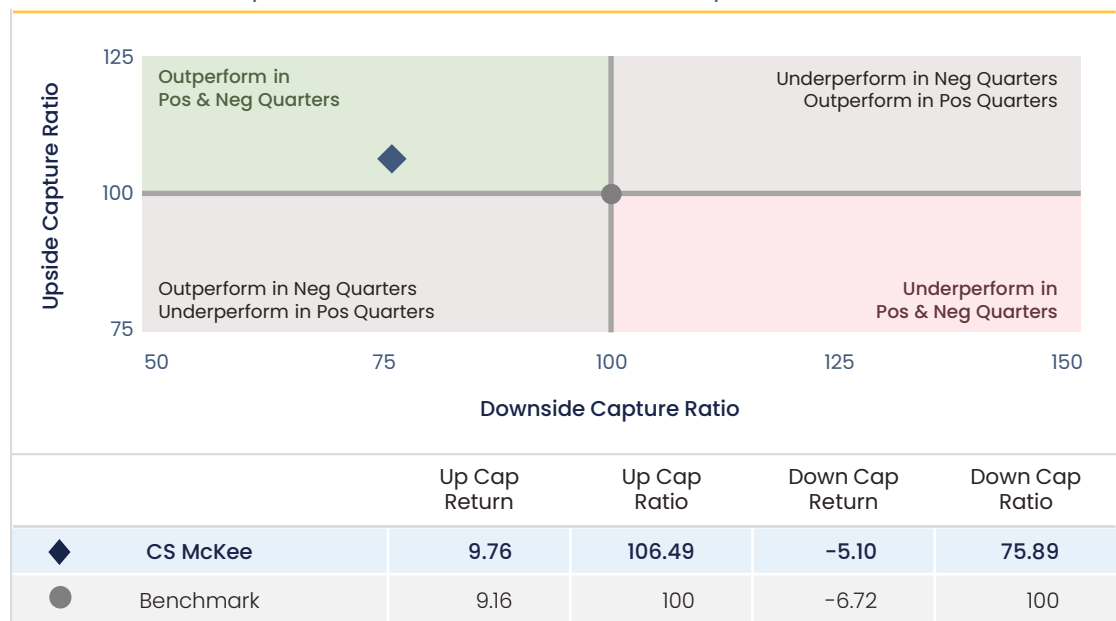 125
Outperform in
Pos & Neg Quarters
Underperform in Neg Quarters
Outperform in Pos Quarters
Upside Capture Ratio
100
Outperform in Neg Quarters
Underperform in Pos Quarters
Underperform in
Pos & Neg Quarters
75
50 75 100 125 150
Downside Capture Ratio
Up Cap Return Up Cap Ratio Down Cap Return Down Cap Ratio
CS McKee 9.76 106.49 -5.10 75.89
Benchmark 9.16 100 -6.72 100